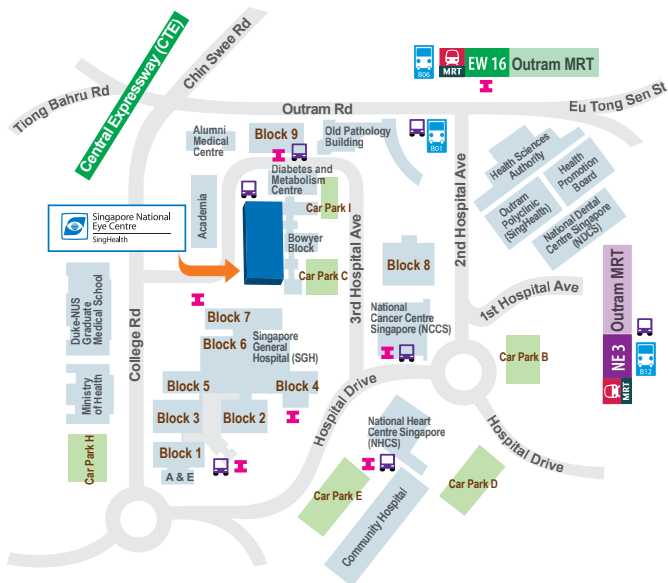 Central Expressway (CTE)
Chin Swee Rd
Tiong Bahru Rd
B06
MRT
EW 16
Outram MRT
Outram Rd
Eu Tong Sen St
Alumni
Medical
Centre
Block 9
Old Pathology
Building
B01
Health Sciences
Authority
Health
Promotion
Board
Outram
Polyclinic
(SingHealth)
National Dental
Centre Singapore
(NDCS)
2nd Hospital Ave
Diabetes and
Metabolism
Centre
Car Park I
Academia
Singapore National
Eye Centre
SingHealth
Bowyer
Block
Car Park C
3rd Hospital Ave
Block 8
1st Hospital Ave
Outram MRT
NE 3
MRT
B12
Duke-NUS
Graduate
Medical School
College Rd
Block 7
Block 6
Singapore
General
Hospital (SGH)
National
Cancer Centre
Singapore (NCCS)
Car Park B
Ministry
of Health
Block 5
Block 4
Block 3
Block 2
Hospital Drive
National Heart
Centre Singapore
(NHCS)
Hospital Drive
Car Park H
Block 1
A & E
Car Park E
Community Hospital
Car Park D